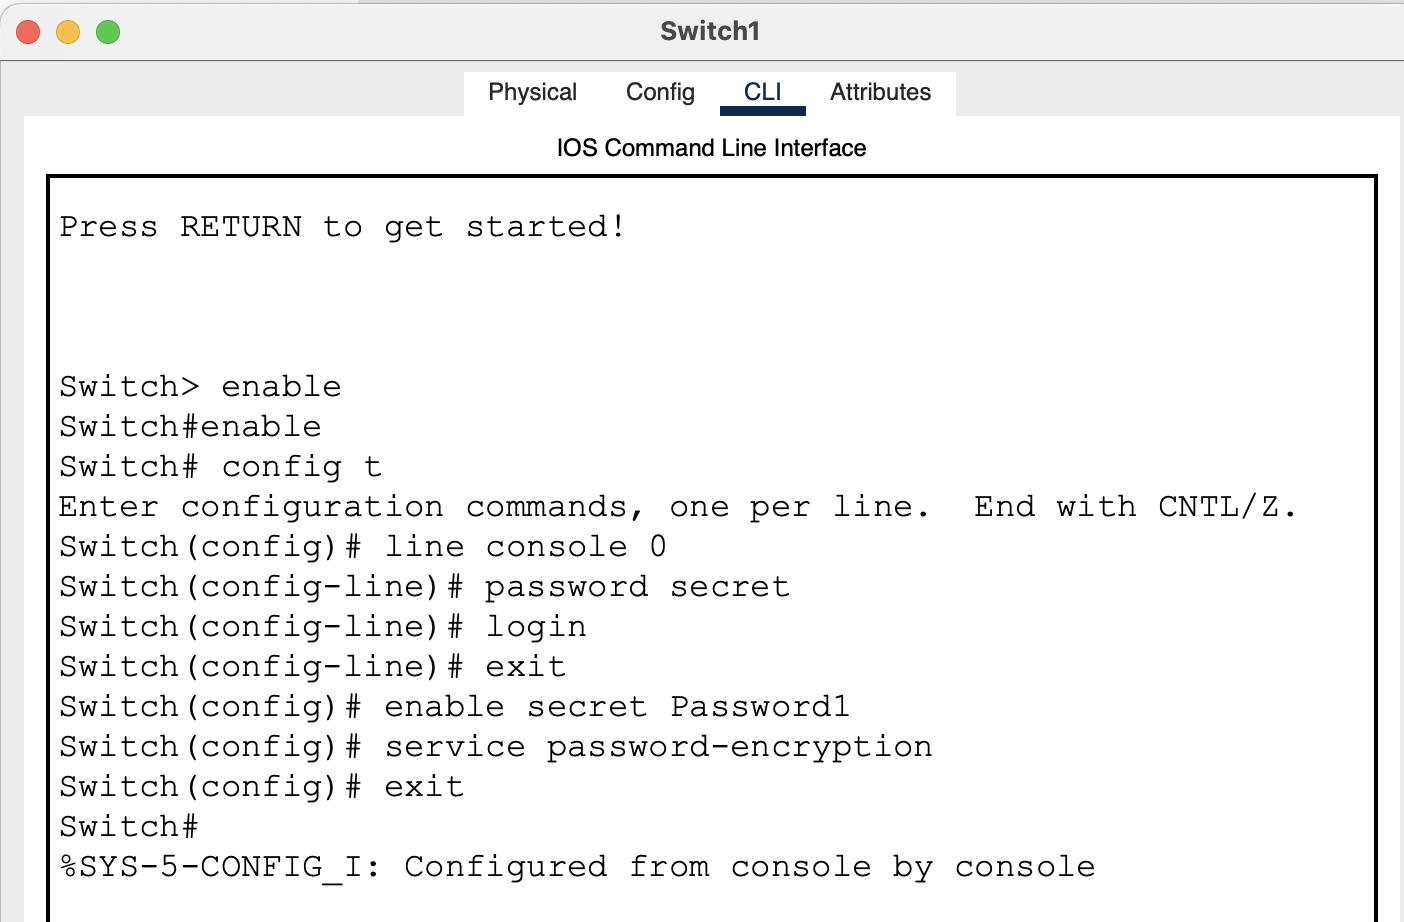 Switch1
Physical Config CLI Attributes
IOS Command Line Interface
Press RETURN to get started!
Switch> enable
Switch#enable
Switch# config t
Enter configuration commands, one per line.  End with CNTL/Z.
Switch(config)# line console 0
Switch(config-line)# password secret
Switch(config-line)# login
Switch(config-line)# exit
Switch(config)# enable secret Password1
Switch(config)# service password-encryption
Switch(config)# exit
Switch#
%SYS-5-CONFIG_I: Configured from console by console